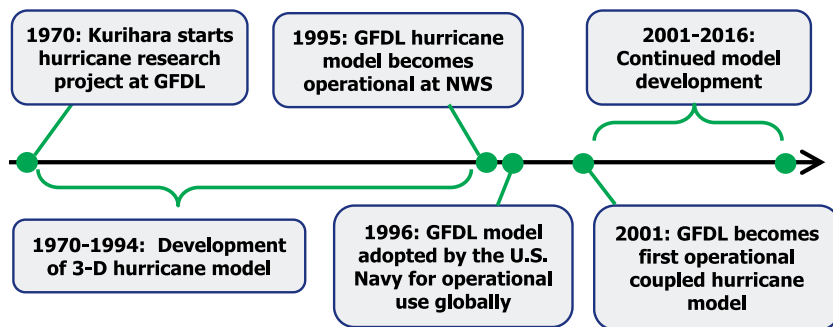 1970: Kurihara starts
hurricane research
project at GFDL
1995: GFDL hurricane
model becomes
operational at NWS
2001-2016:
Continued model
development
1970-1994:  Development
of 3-D hurricane model
1996: GFDL model
adopted by the U.S.
Navy for operational
use globally
2001: GFDL becomes
first operational
coupled hurricane
model